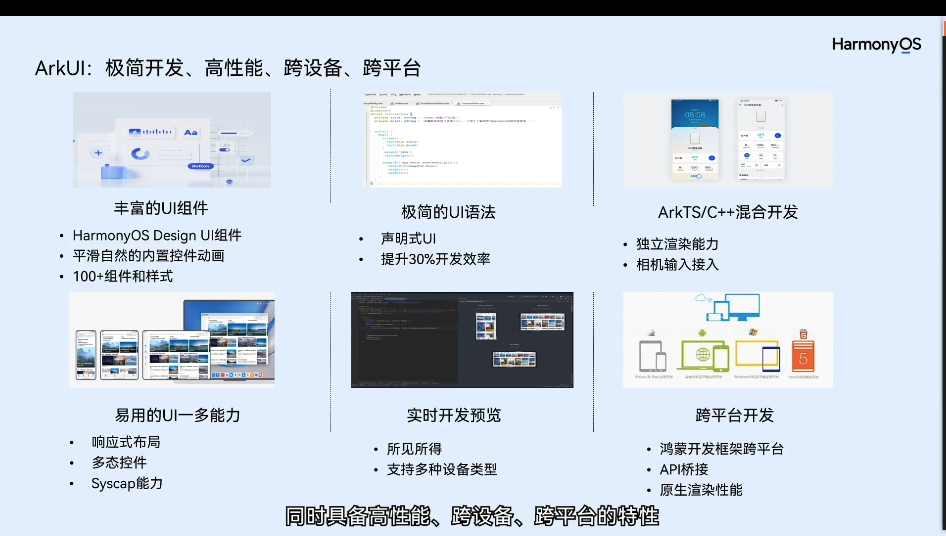 HarmonyOS
ArkUI：极简开发、高性能、跨设备、跨平台
Aa
Button
08:08
丰富的UI组件
• HarmonyOS Design UI组件
• 平滑自然的内置控件动画
• 100+组件和样式
极简的UI语法
• 声明式UI
• 提升30%开发效率
ArkTS/C++混合开发
• 独立渲染能力
• 相机输入接入
5
易用的UI一多能力
• 响应式布局
• 多态控件
• Syscap能力
实时开发预览
• 所见所得
• 支持多种设备类型
跨平台开发
• 鸿蒙开发框架跨平台
• API桥接
• 原生渲染性能
同时具备高性能、跨设备、跨平台的特性